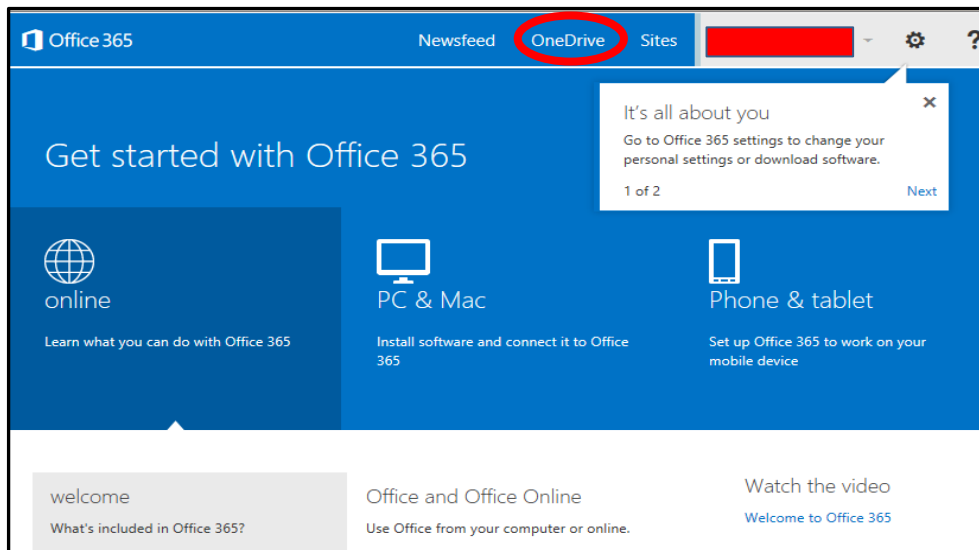 Office 365
Newsfeed OneDrive Sites
?
It's all about you
Go to Office 365 settings to change your
personal settings or download software.
1 of 2 Next
Get started with Office 365
online
Learn what you can do with Office 365
PC & Mac
Install software and connect it to Office
365
Phone & tablet
Set up Office 365 to work on your
mobile device
welcome
What's included in Office 365?
Office and Office Online
Use Office from your computer or online.
Watch the video
Welcome to Office 365